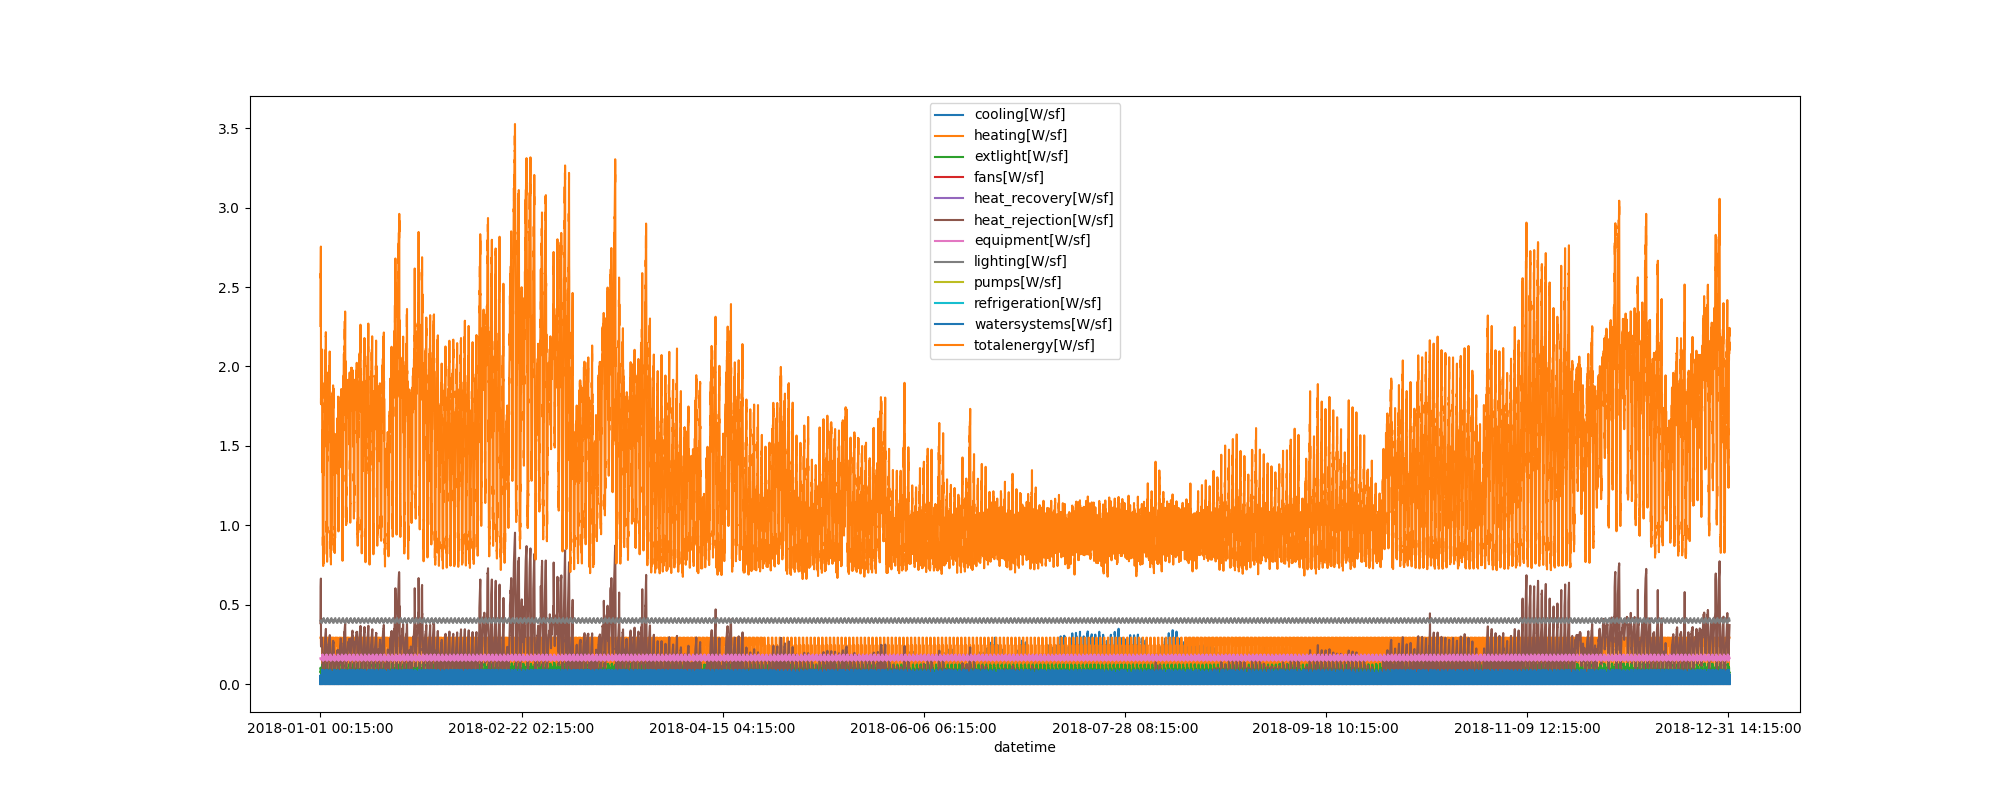 cooling[W/sf]
heating[W/sf]
extlight[W/sf]
fans[W/sf]
heat_recovery[W/sf]
heat_rejection[W/sf]
equipment[W/sf]
lighting[W/sf]
pumps[W/sf]
refrigeration[W/sf]
watersystems[W/sf]
totalenergy[W/sf]
3.5
3.0
2.5
2.0
1.5
1.0
0.5
0.0
2018-01-01 00:15:00 2018-02-22 02:15:00 2018-04-15 04:15:00 2018-06-06 06:15:00 2018-07-28 08:15:00 2018-09-18 10:15:00 2018-11-09 12:15:00 2018-12-31 14:15:00
datetime